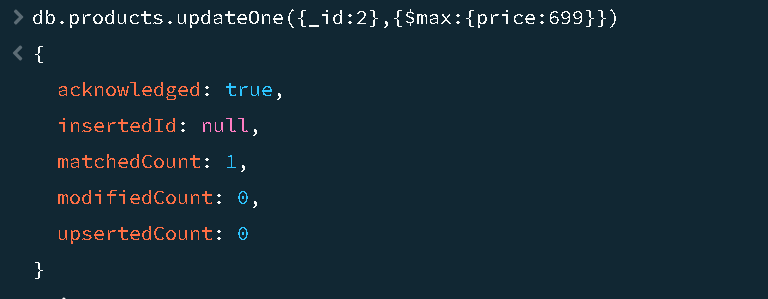 > db.products.updateOne({_id:2},{$max:{price:699}})
< {
acknowledged: true,
insertedId: null,
matchedCount: 1,
modifiedCount: 0,
upsertedCount: 0
}